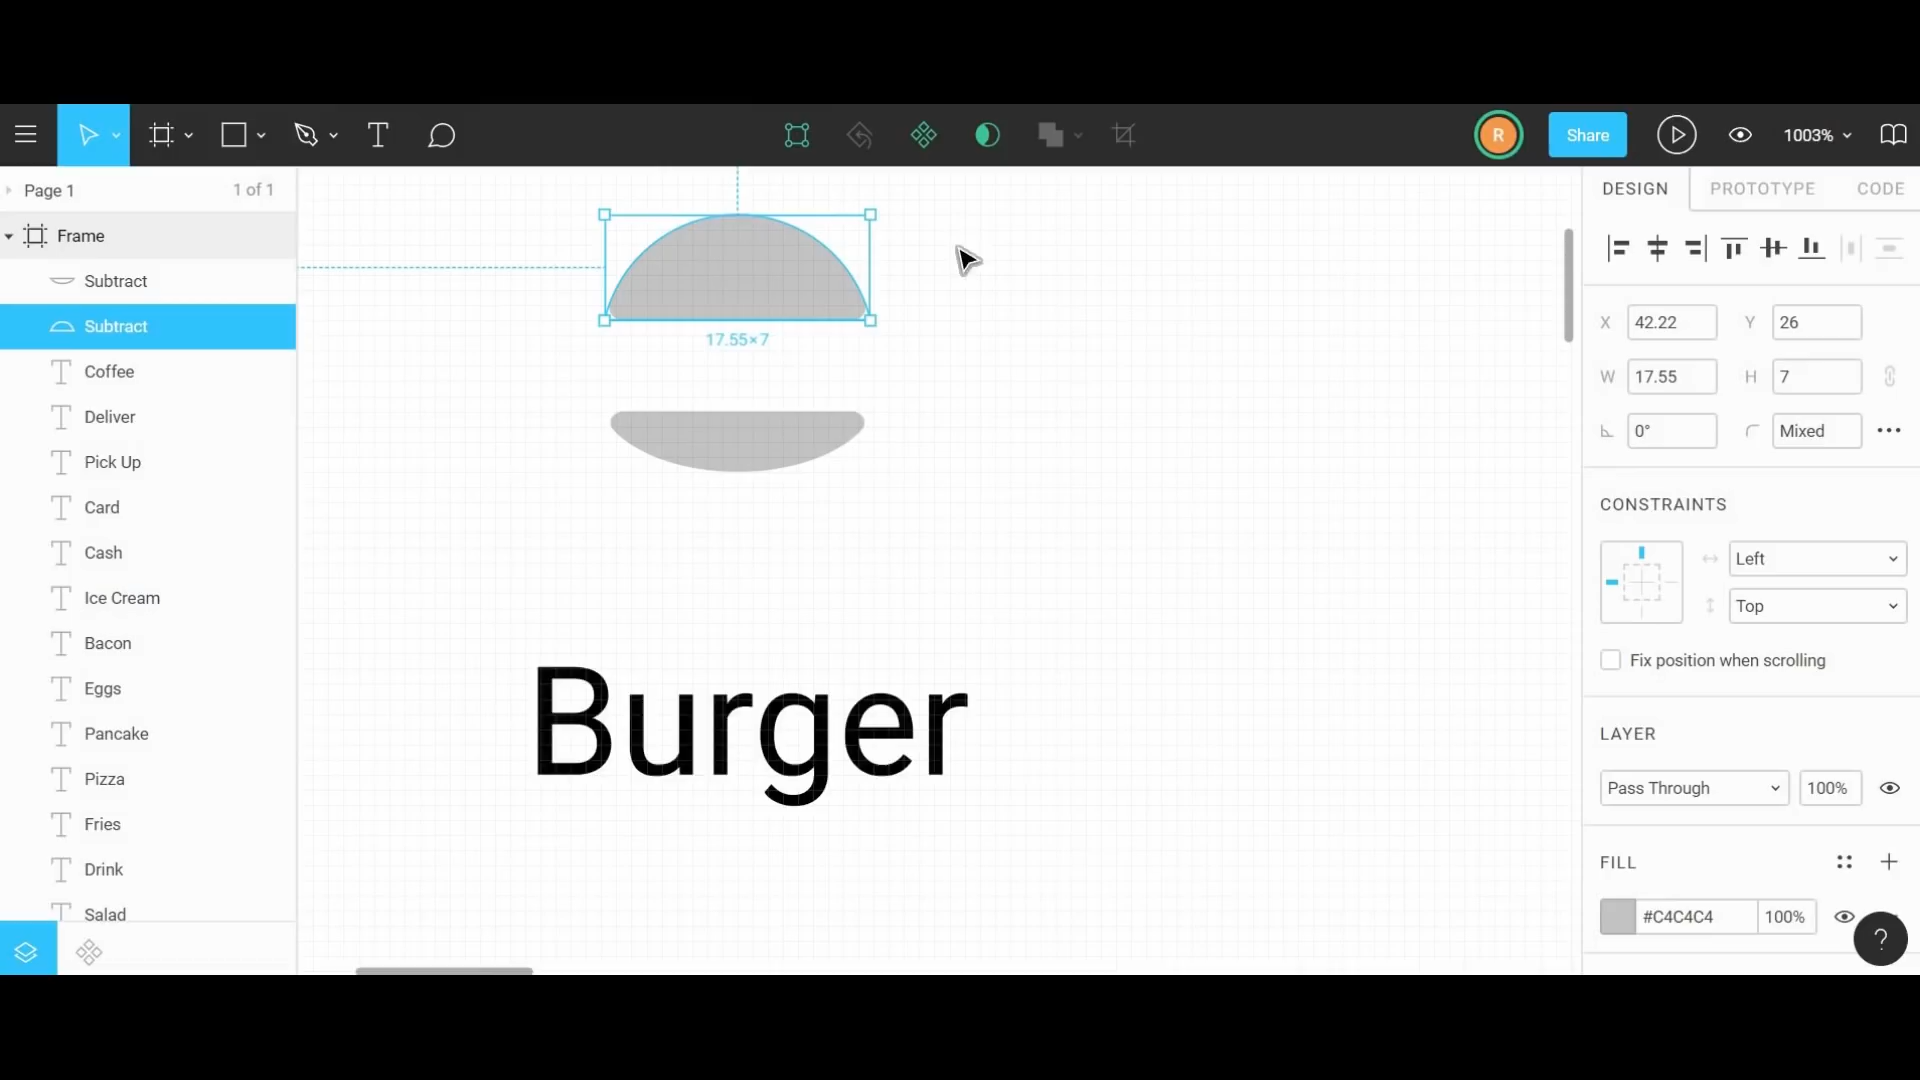 R
Share
1003%
Page 1
1 of 1
DESIGN
PROTOTYPE
CODE
Frame
Subtract
Subtract
Coffee
Deliver
Pick Up
Card
Cash
Ice Cream
Bacon
Eggs
Pancake
Pizza
Fries
Drink
Salad
17.55×7
Burger
X 42.22 Y 26
W 17.55 H 7
0° Mixed
CONSTRAINTS
Left
Top
Fix position when scrolling
LAYER
Pass Through 100%
FILL
#C4C4C4 100%
?